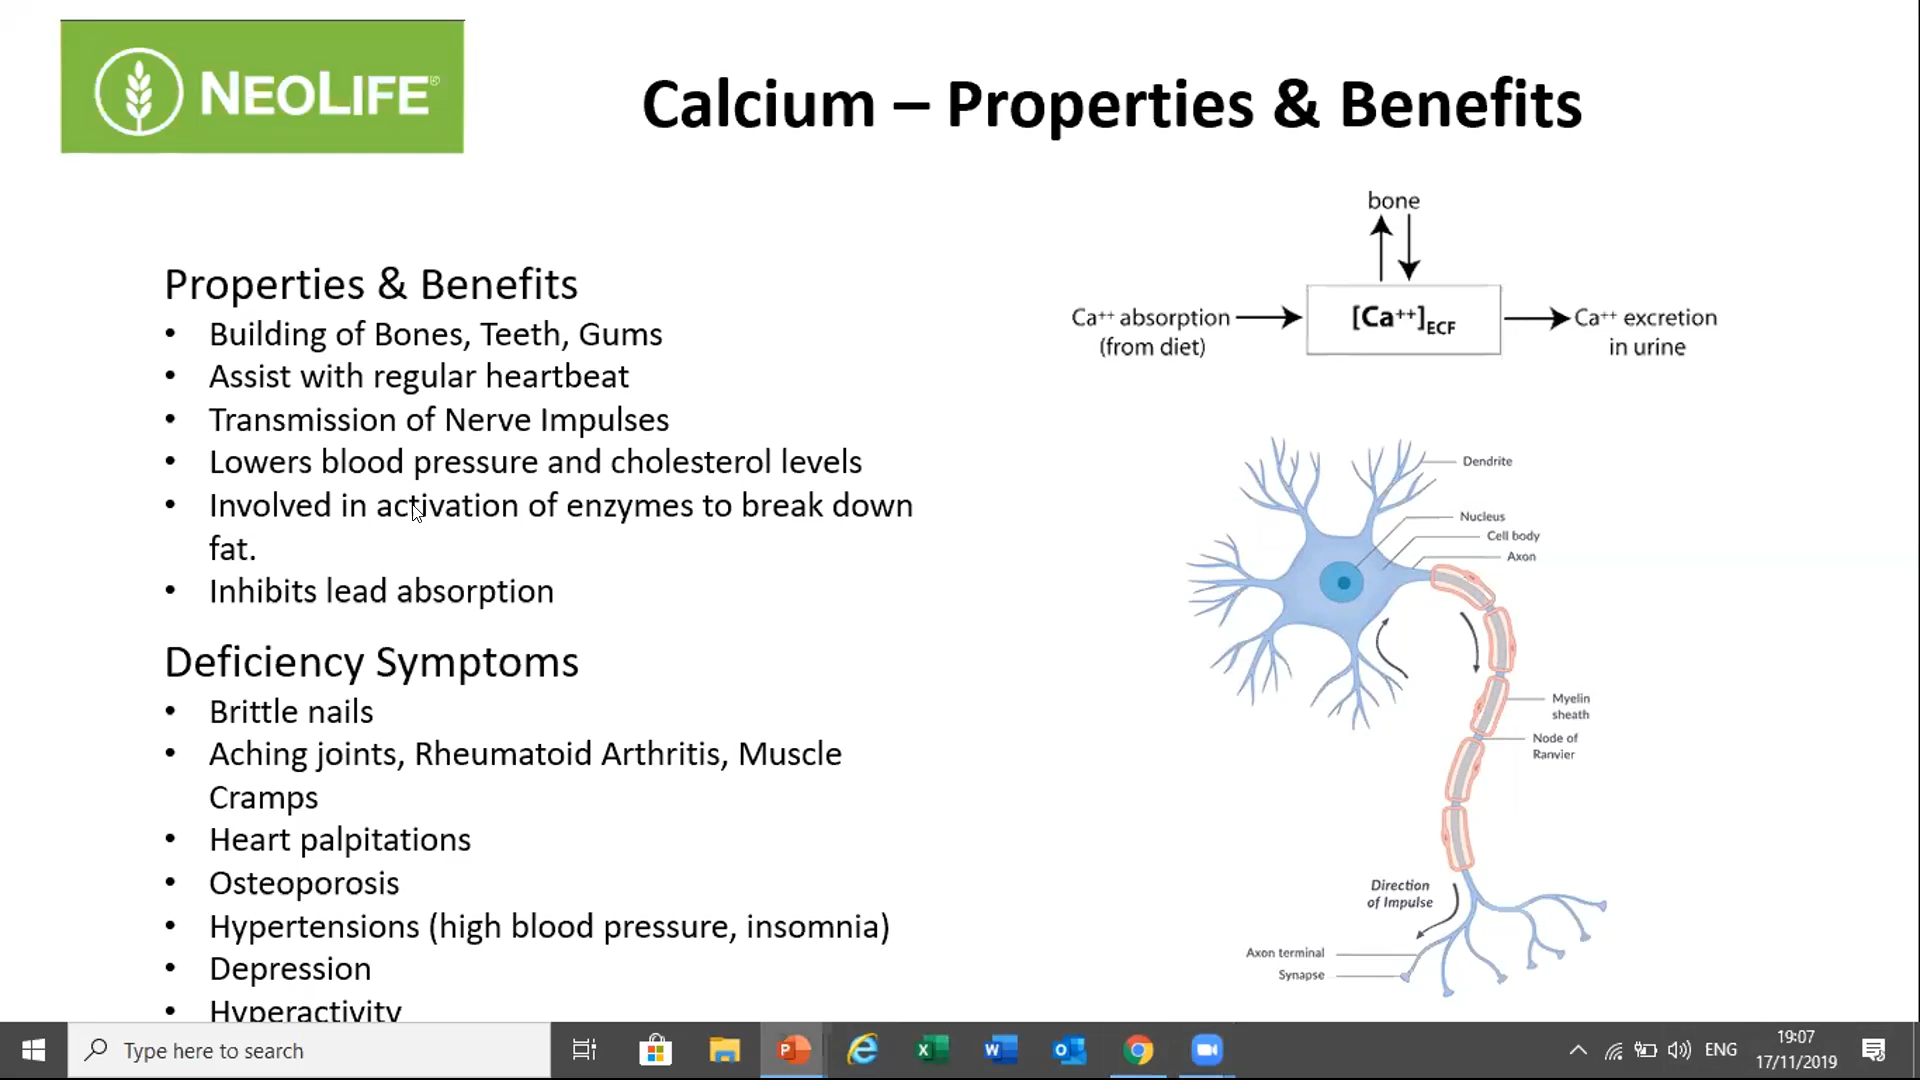 NEOLIFE®
Calcium – Properties & Benefits
Properties & Benefits
• Building of Bones, Teeth, Gums
• Assist with regular heartbeat
• Transmission of Nerve Impulses
• Lowers blood pressure and cholesterol levels
• Involved in activation of enzymes to break down
fat.
• Inhibits lead absorption
Deficiency Symptoms
• Brittle nails
• Aching joints, Rheumatoid Arthritis, Muscle
Cramps
• Heart palpitations
• Osteoporosis
• Hypertensions (high blood pressure, insomnia)
• Depression
• Hyperactivity
bone
Ca⁺⁺ absorption
(from diet)
[Ca⁺⁺]ECF
Ca⁺⁺ excretion
in urine
Dendrite
Nucleus
Cell body
Axon
Myelin
sheath
Node of
Ranvier
Direction
of Impulse
Axon terminal
Synapse
Type here to search
ENG
19:07
17/11/2019